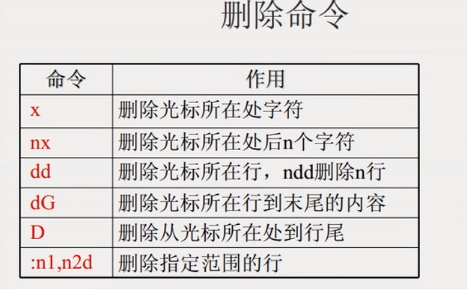 删除命令
命令 作用
x 删除光标所在处字符
nx 删除光标所在处后n个字符
dd 删除光标所在行，ndd删除n行
dG 删除光标所在行到末尾的内容
D 删除从光标所在处到行尾
:n1,n2d 删除指定范围的行